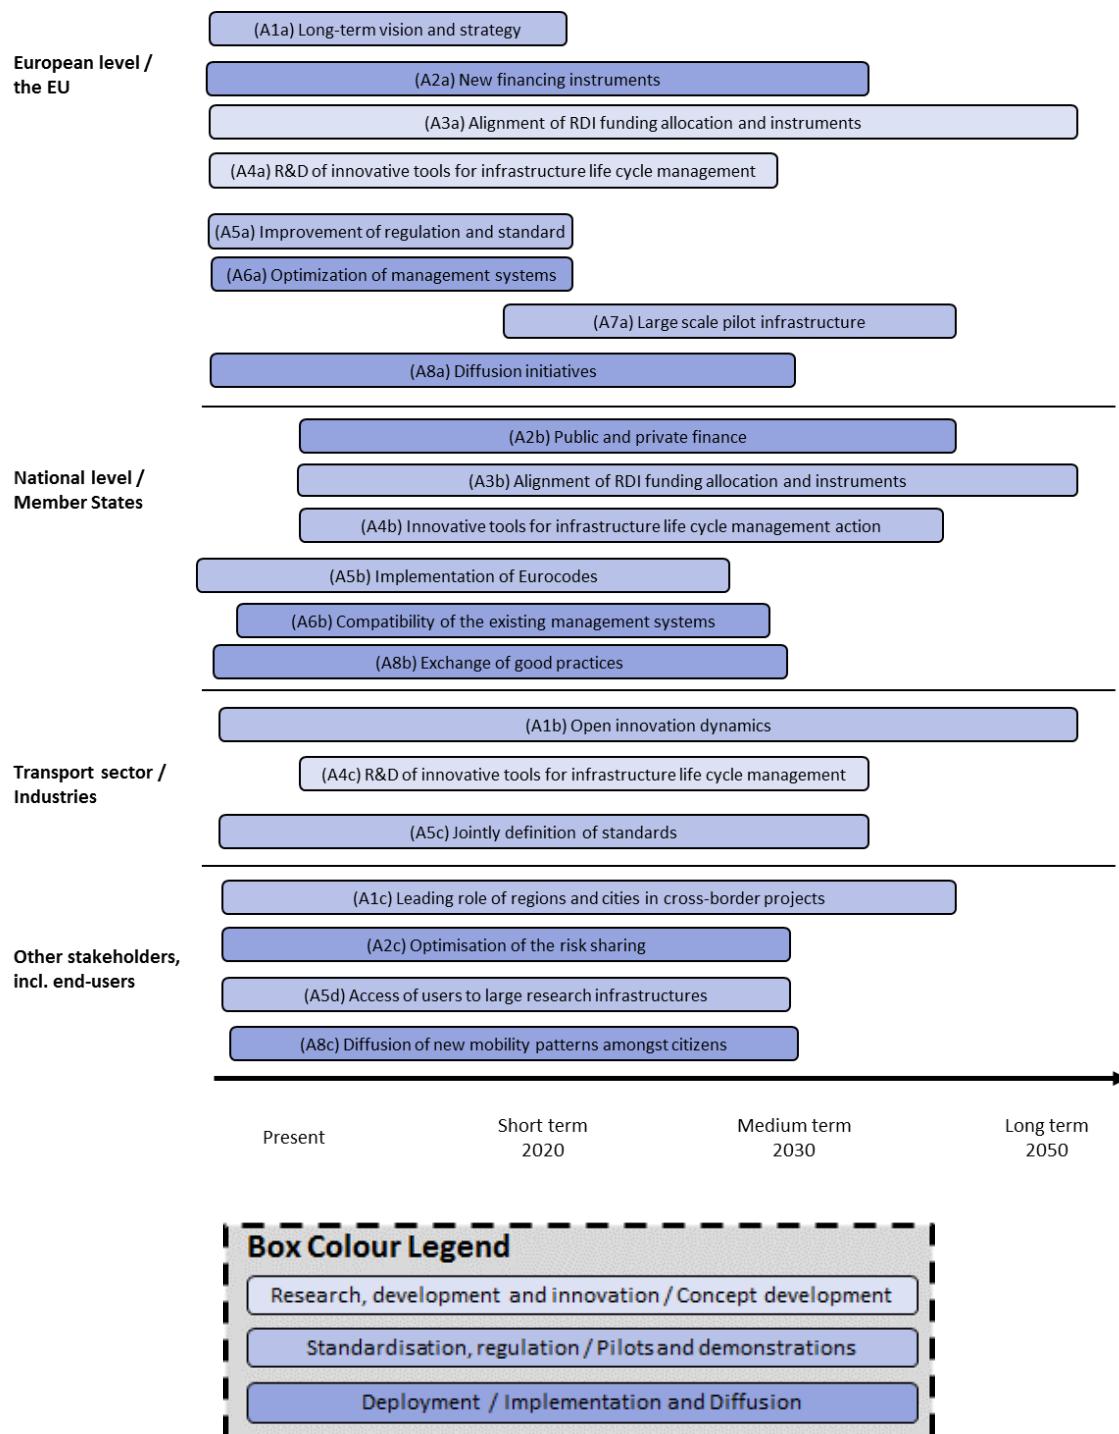 (A1a) Long-term vision and strategy
European level /
the EU
(A2a) New financing instruments
(A3a) Alignment of RDI funding allocation and instruments
(A4a) R&D of innovative tools for infrastructure life cycle management
(A5a) Improvement of regulation and standard
(A6a) Optimization of management systems
(A7a) Large scale pilot infrastructure
(A8a) Diffusion initiatives
National level /
Member States
(A2b) Public and private finance
(A3b) Alignment of RDI funding allocation and instruments
(A4b) Innovative tools for infrastructure life cycle management action
(A5b) Implementation of Eurocodes
(A6b) Compatibility of the existing management systems
(A8b) Exchange of good practices
Transport sector /
Industries
(A1b) Open innovation dynamics
(A4c) R&D of innovative tools for infrastructure life cycle management
(A5c) Jointly definition of standards
Other stakeholders,
incl. end-users
(A1c) Leading role of regions and cities in cross-border projects
(A2c) Optimisation of the risk sharing
(A5d) Access of users to large research infrastructures
(A8c) Diffusion of new mobility patterns amongst citizens
Present
Short term
2020
Medium term
2030
Long term
2050
Box Colour Legend
Research, development and innovation / Concept development
Standardisation, regulation / Pilots and demonstrations
Deployment / Implementation and Diffusion